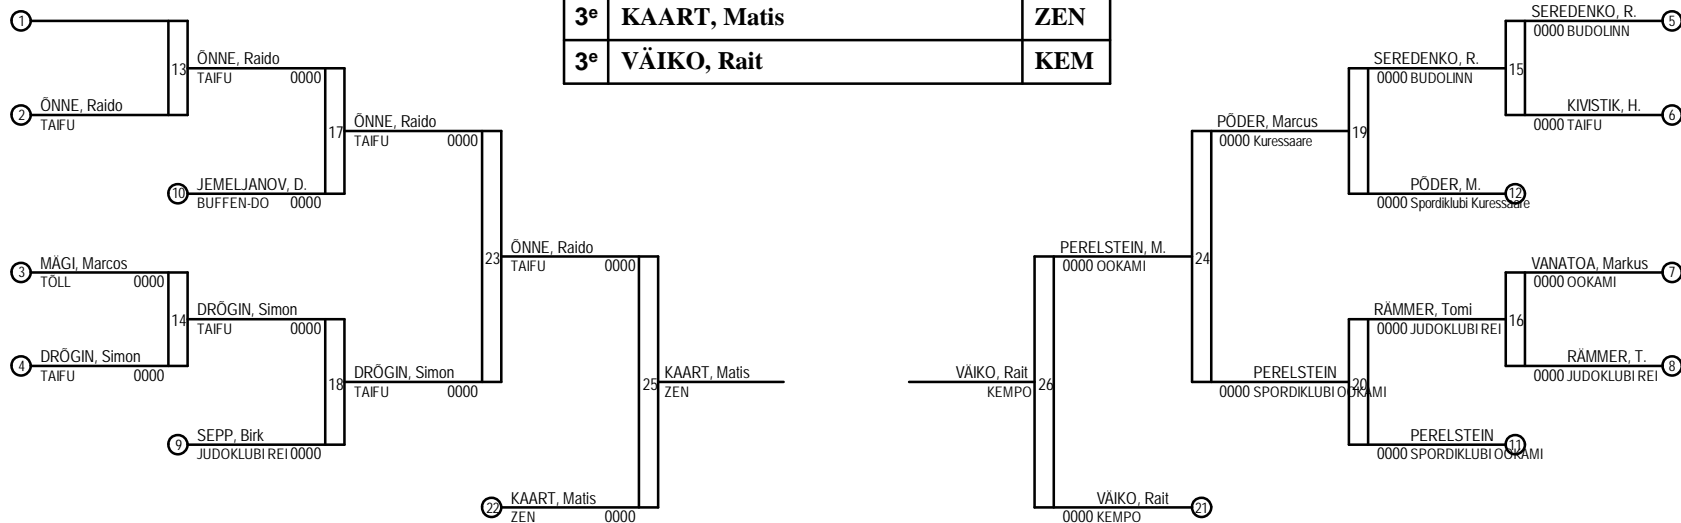 3e KAART, Matis ZEN
3e VÄIKO, Rait KEM
1
13 ÕNNE, Raido
TAIFU 0000
2 ÕNNE, Raido
TAIFU
17 ÕNNE, Raido
TAIFU 0000
10 JEMELJANOV, D.
BUFFEN-DO 0000
3 MÄGI, Marcos
TÕLL 0000
14 DRÕGIN, Simon
TAIFU 0000
4 DRÕGIN, Simon
TAIFU 0000
18 DRÕGIN, Simon
TAIFU 0000
9 SEPP, Birk
JUDOKLUBI REI 0000
23 ÕNNE, Raido
TAIFU 0000
25 KAART, Matis
ZEN
22 KAART, Matis
ZEN 0000
SEREDENKO, R. 5
0000 BUDOLINN
SEREDENKO, R. 15
0000 BUDOLINN
KIVISTIK, H. 6
0000 TAIFU
PÕDER, Marcus 19
0000 Kuressaare
PÕDER, M. 12
0000 Spordiklubi Kuressaare
PERELSTEIN, M. 24
0000 OOKAMI
VANATOA, Markus 7
0000 OOKAMI
RÄMMER, Tomi 16
0000 JUDOKLUBI REI
RÄMMER, T. 8
0000 JUDOKLUBI REI
PERELSTEIN 20
0000 SPORDIKLUBI OOKAMI
PERELSTEIN 11
0000 SPORDIKLUBI OOKAMI
VÄIKO, Rait 26
KEMPO
VÄIKO, Rait 21
0000 KEMPO